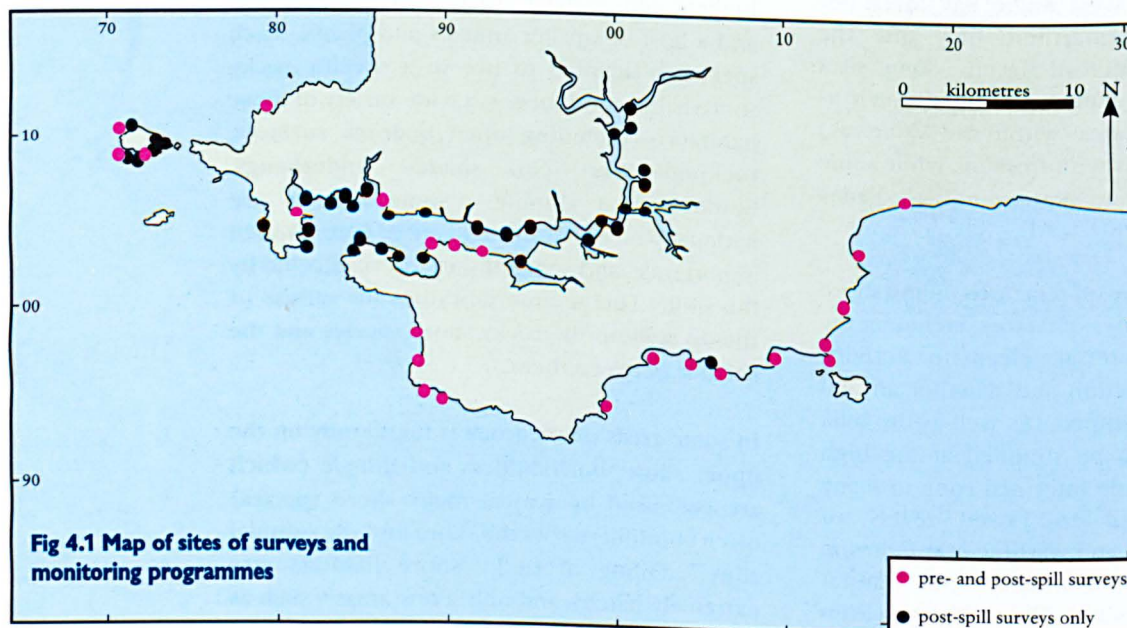 70 80 90 00 10 20 30
0 kilometres 10
N
10
00
90
Fig 4.1 Map of sites of surveys and
monitoring programmes
pre- and post-spill surveys
post-spill surveys only